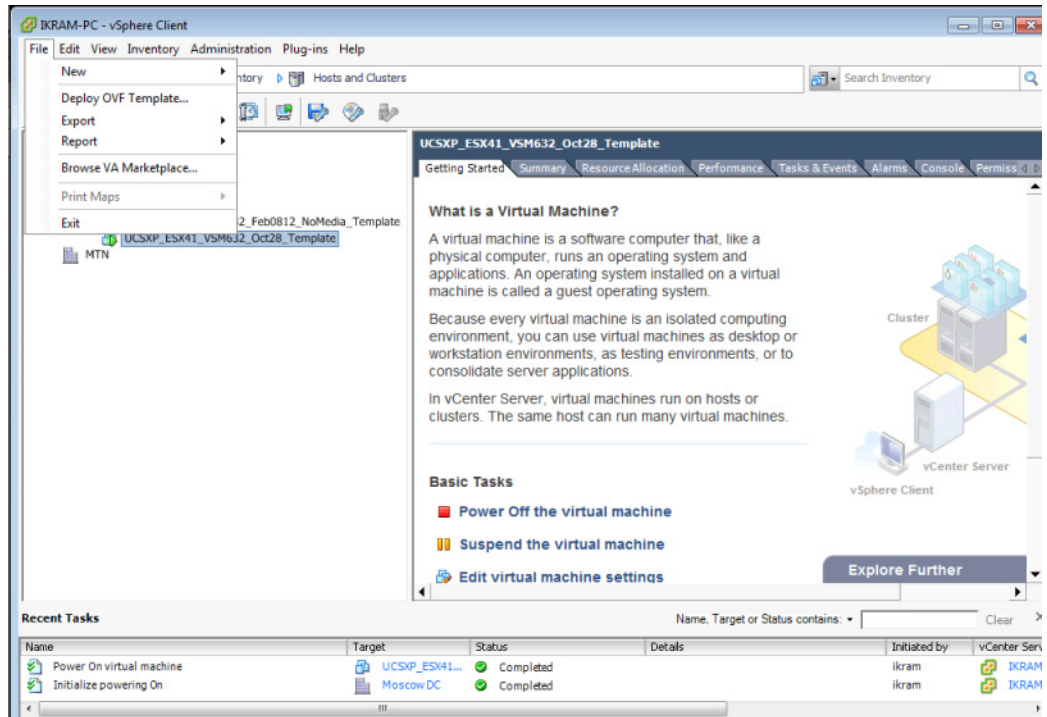 IKRAM-PC - vSphere Client
File Edit View Inventory Administration Plug-ins Help
New
Hosts and Clusters
Search Inventory
Deploy OVF Template...
Export
Report
Browse VA Marketplace...
Print Maps
Exit
2_Feb0812_NoMedia_Template
UCSXP_ESX41_VSM632_Oct28_Template
MTN
UCSXP_ESX41_VSM632_Oct28_Template
Getting Started Summary Resource Allocation Performance Tasks & Events Alarms Console Permiss
What is a Virtual Machine?
A virtual machine is a software computer that, like a
physical computer, runs an operating system and
applications. An operating system installed on a virtual
machine is called a guest operating system.
Because every virtual machine is an isolated computing
environment, you can use virtual machines as desktop or
workstation environments, as testing environments, or to
consolidate server applications.
In vCenter Server, virtual machines run on hosts or
clusters. The same host can run many virtual machines.
Cluster
vCenter Server
vSphere Client
Basic Tasks
Power Off the virtual machine
Suspend the virtual machine
Edit virtual machine settings
Explore Further
Recent Tasks
Name, Target or Status contains:
Clear
Name Target Status Details Initiated by vCenter Serv
Power On virtual machine UCSXP_ESX41... Completed ikram IKRAM
Initialize powering On Moscow DC Completed ikram IKRAM